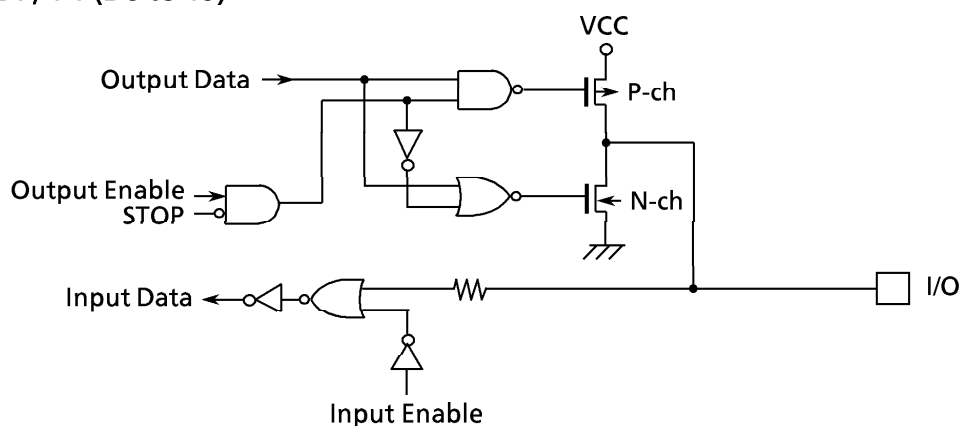 VCC
Output Data
P-ch
Output Enable
STOP
N-ch
Input Data
I/O
Input Enable